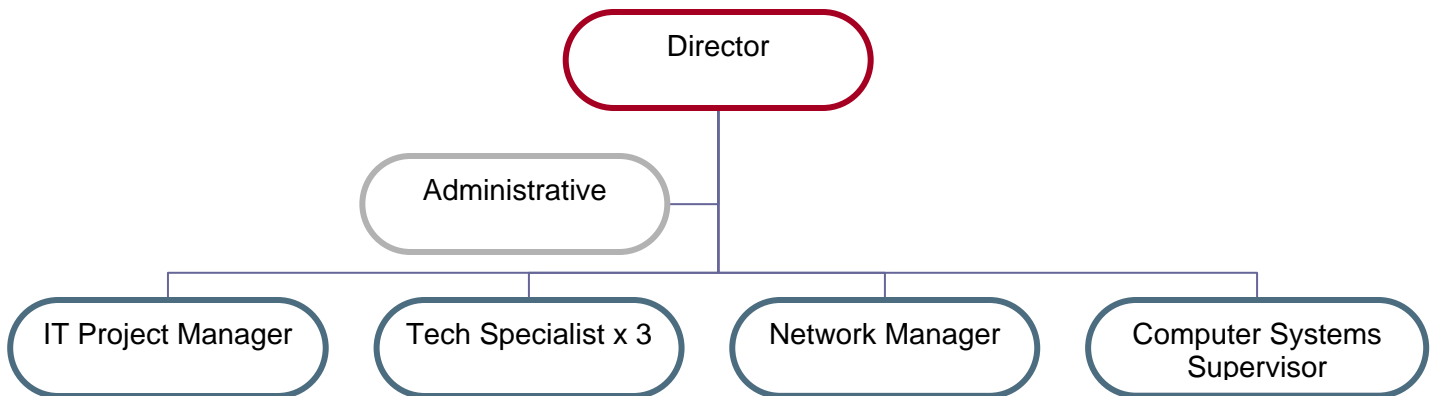 Director
Administrative
IT Project Manager
Tech Specialist x 3
Network Manager
Computer Systems
Supervisor